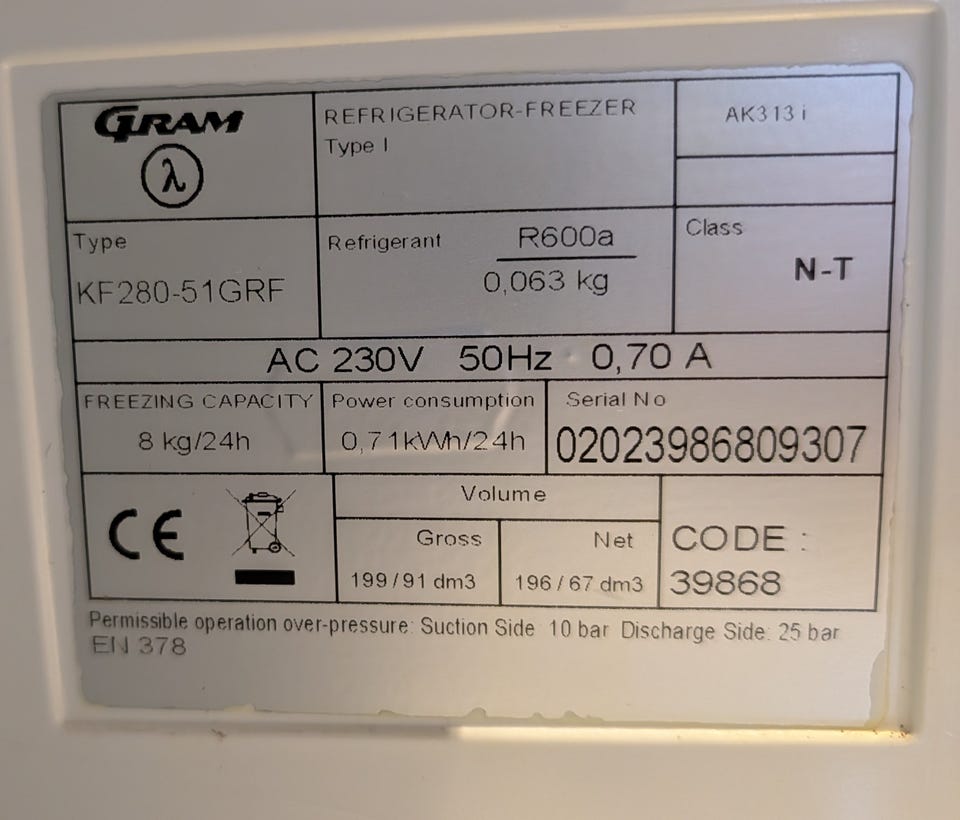 GRAM
REFRIGERATOR-FREEZER
Type I
AK313 i
λ
Type
KF280-51GRF
Refrigerant
R600a
0,063 kg
Class
N-T
AC 230V 50Hz 0,70 A
FREEZING CAPACITY
8 kg/24h
Power consumption
0,71kWh/24h
Serial No
02023986809307
CE
Volume
Gross
199/91 dm3
Net
196/67 dm3
CODE :
39868
Permissible operation over-pressure: Suction Side 10 bar Discharge Side: 25 bar
EN 378